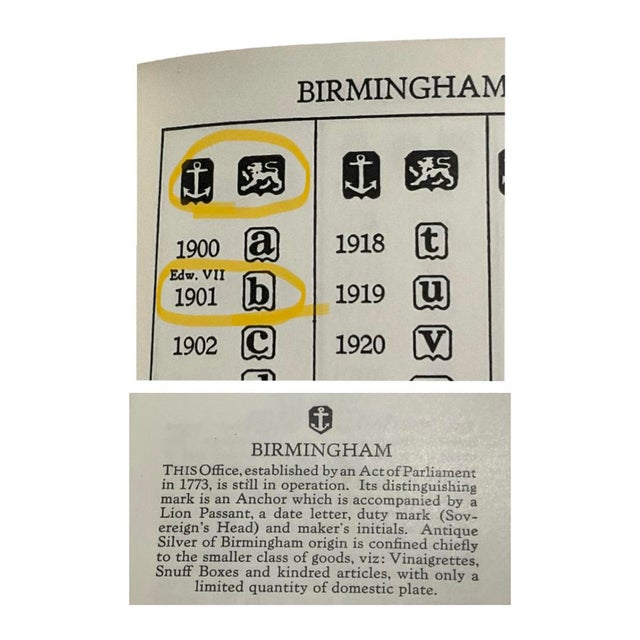 BIRMINGHAM
1900 a
Edw. VII
1901 b
1902 c
1918 t
1919 u
1920 v
BIRMINGHAM
THIS Office, established by an Act of Parliament
in 1773, is still in operation. Its distinguishing
mark is an Anchor which is accompanied by a
Lion Passant, a date letter, duty mark (Sov-
ereign's Head) and maker's initials. Antique
Silver of Birmingham origin is confined chiefly
to the smaller class of goods, viz: Vinaigrettes,
Snuff Boxes and kindred articles, with only a
limited quantity of domestic plate.